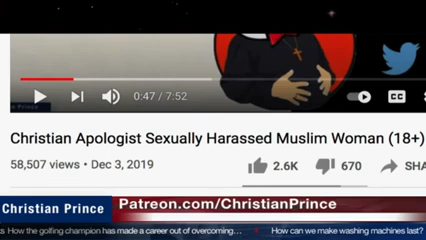 0:47 / 7:52
CC
Christian Apologist Sexually Harassed Muslim Woman (18+)
58,507 views • Dec 3, 2019
2.6K
670
SHA
Christian Prince
Patreon.com/ChristianPrince
How the golfing champion has made a career out of overcoming…
How can we make washing machines last?